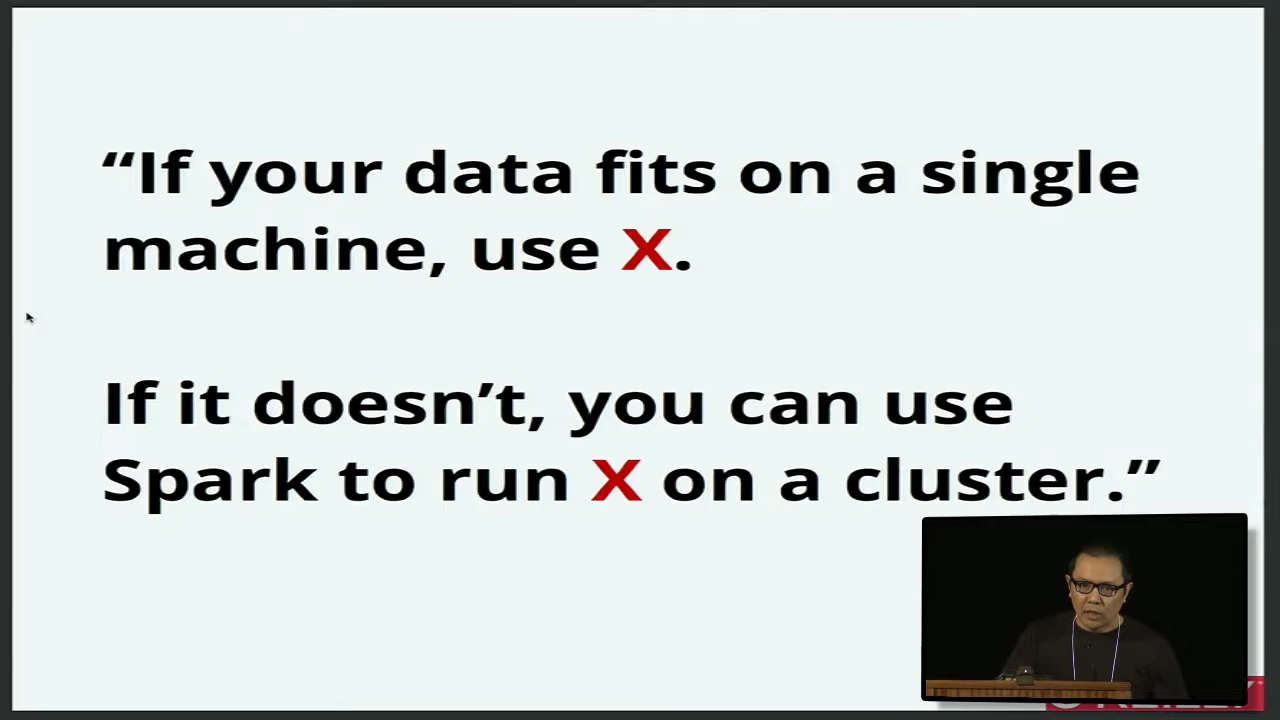 “If your data fits on a single
machine, use X.
If it doesn’t, you can use
Spark to run X on a cluster.”